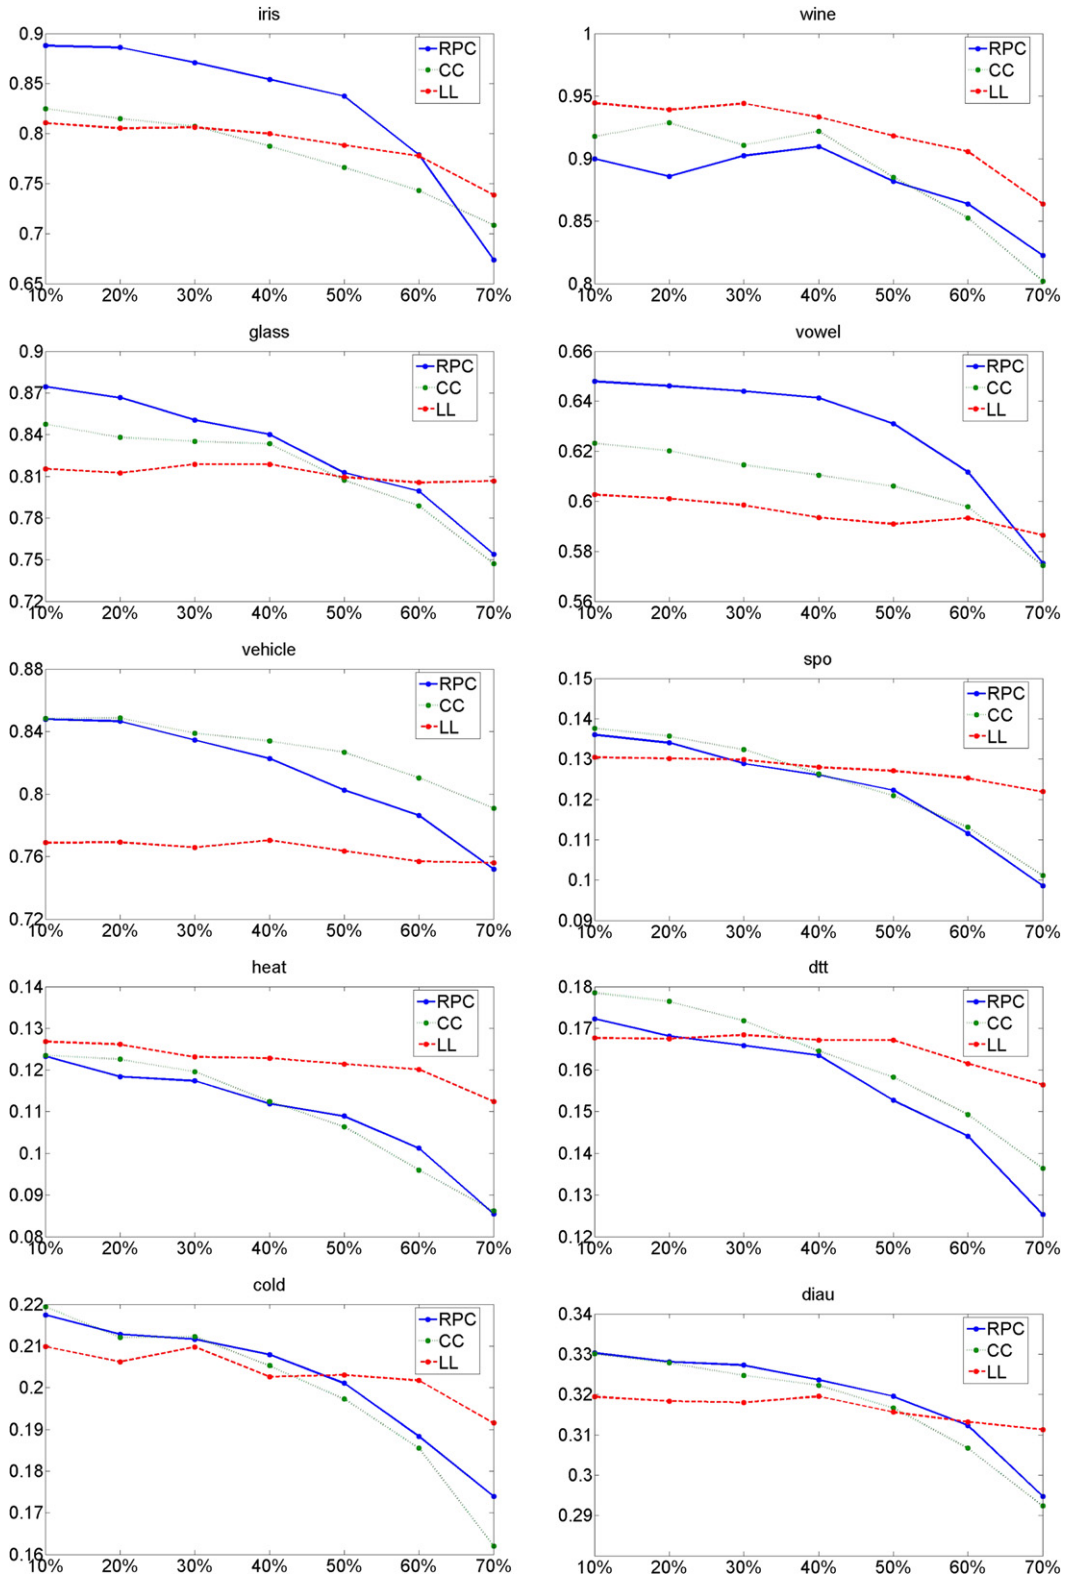 iris
0.9
0.85
0.8
0.75
0.7
0.65
10% 20% 30% 40% 50% 60% 70%
RPC
CC
LL
wine
1
0.95
0.9
0.85
0.8
10% 20% 30% 40% 50% 60% 70%
RPC
CC
LL
glass
0.9
0.87
0.84
0.81
0.78
0.75
0.72
10% 20% 30% 40% 50% 60% 70%
RPC
CC
LL
vowel
0.66
0.64
0.62
0.6
0.58
0.56
10% 20% 30% 40% 50% 60% 70%
RPC
CC
LL
vehicle
0.88
0.84
0.8
0.76
0.72
10% 20% 30% 40% 50% 60% 70%
RPC
CC
LL
spo
0.15
0.14
0.13
0.12
0.11
0.1
0.09
10% 20% 30% 40% 50% 60% 70%
RPC
CC
LL
heat
0.14
0.13
0.12
0.11
0.1
0.09
0.08
10% 20% 30% 40% 50% 60% 70%
RPC
CC
LL
dtt
0.18
0.17
0.16
0.15
0.14
0.13
0.12
10% 20% 30% 40% 50% 60% 70%
RPC
CC
LL
cold
0.22
0.21
0.2
0.19
0.18
0.17
0.16
10% 20% 30% 40% 50% 60% 70%
RPC
CC
LL
diau
0.34
0.33
0.32
0.31
0.3
0.29
10% 20% 30% 40% 50% 60% 70%
RPC
CC
LL